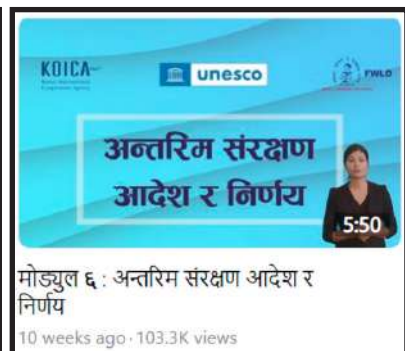 KOICA
unesco
FWLD
अन्तरिम संरक्षण
आदेश र निर्णय
5:50
मोड्युल ६ : अन्तरिम संरक्षण आदेश र
निर्णय
10 weeks ago · 103.3K views